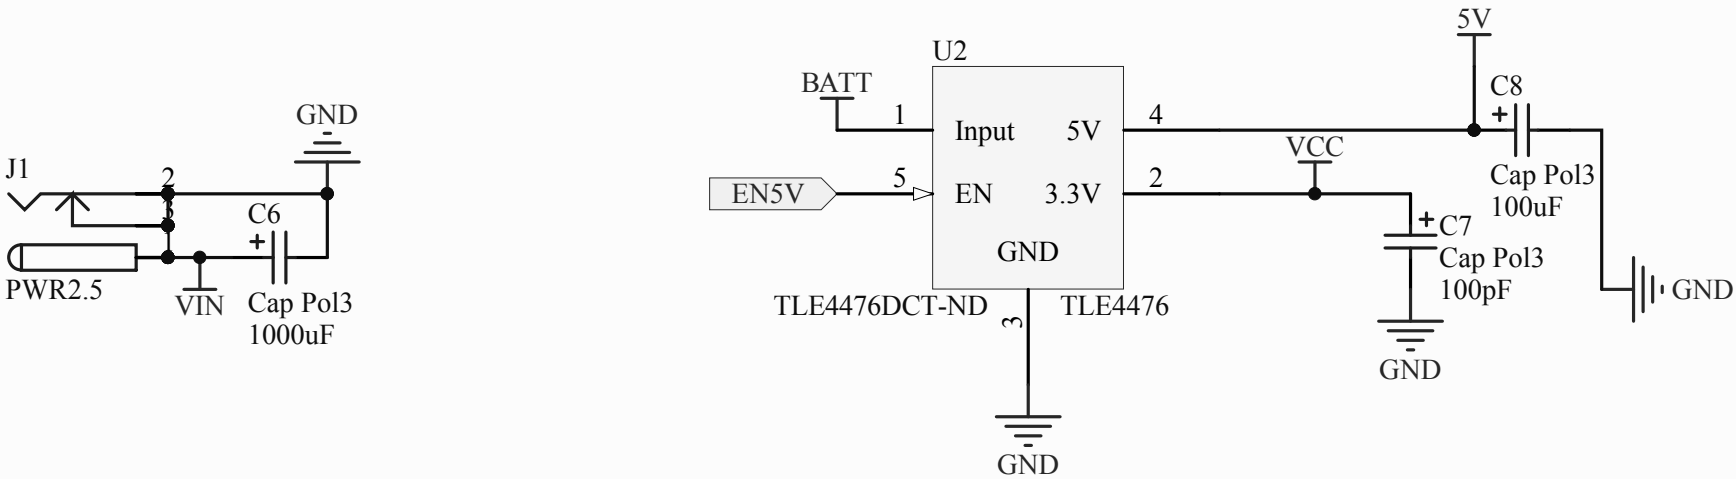 GND
J1
2
3
C6
+
PWR2.5
VIN
Cap Pol3
1000uF
U2
BATT
1
Input
5V
4
EN5V
5
EN
3.3V
2
GND
TLE4476DCT-ND
TLE4476
3
GND
5V
C8
+
Cap Pol3
100uF
VCC
+
C7
Cap Pol3
100pF
GND
GND